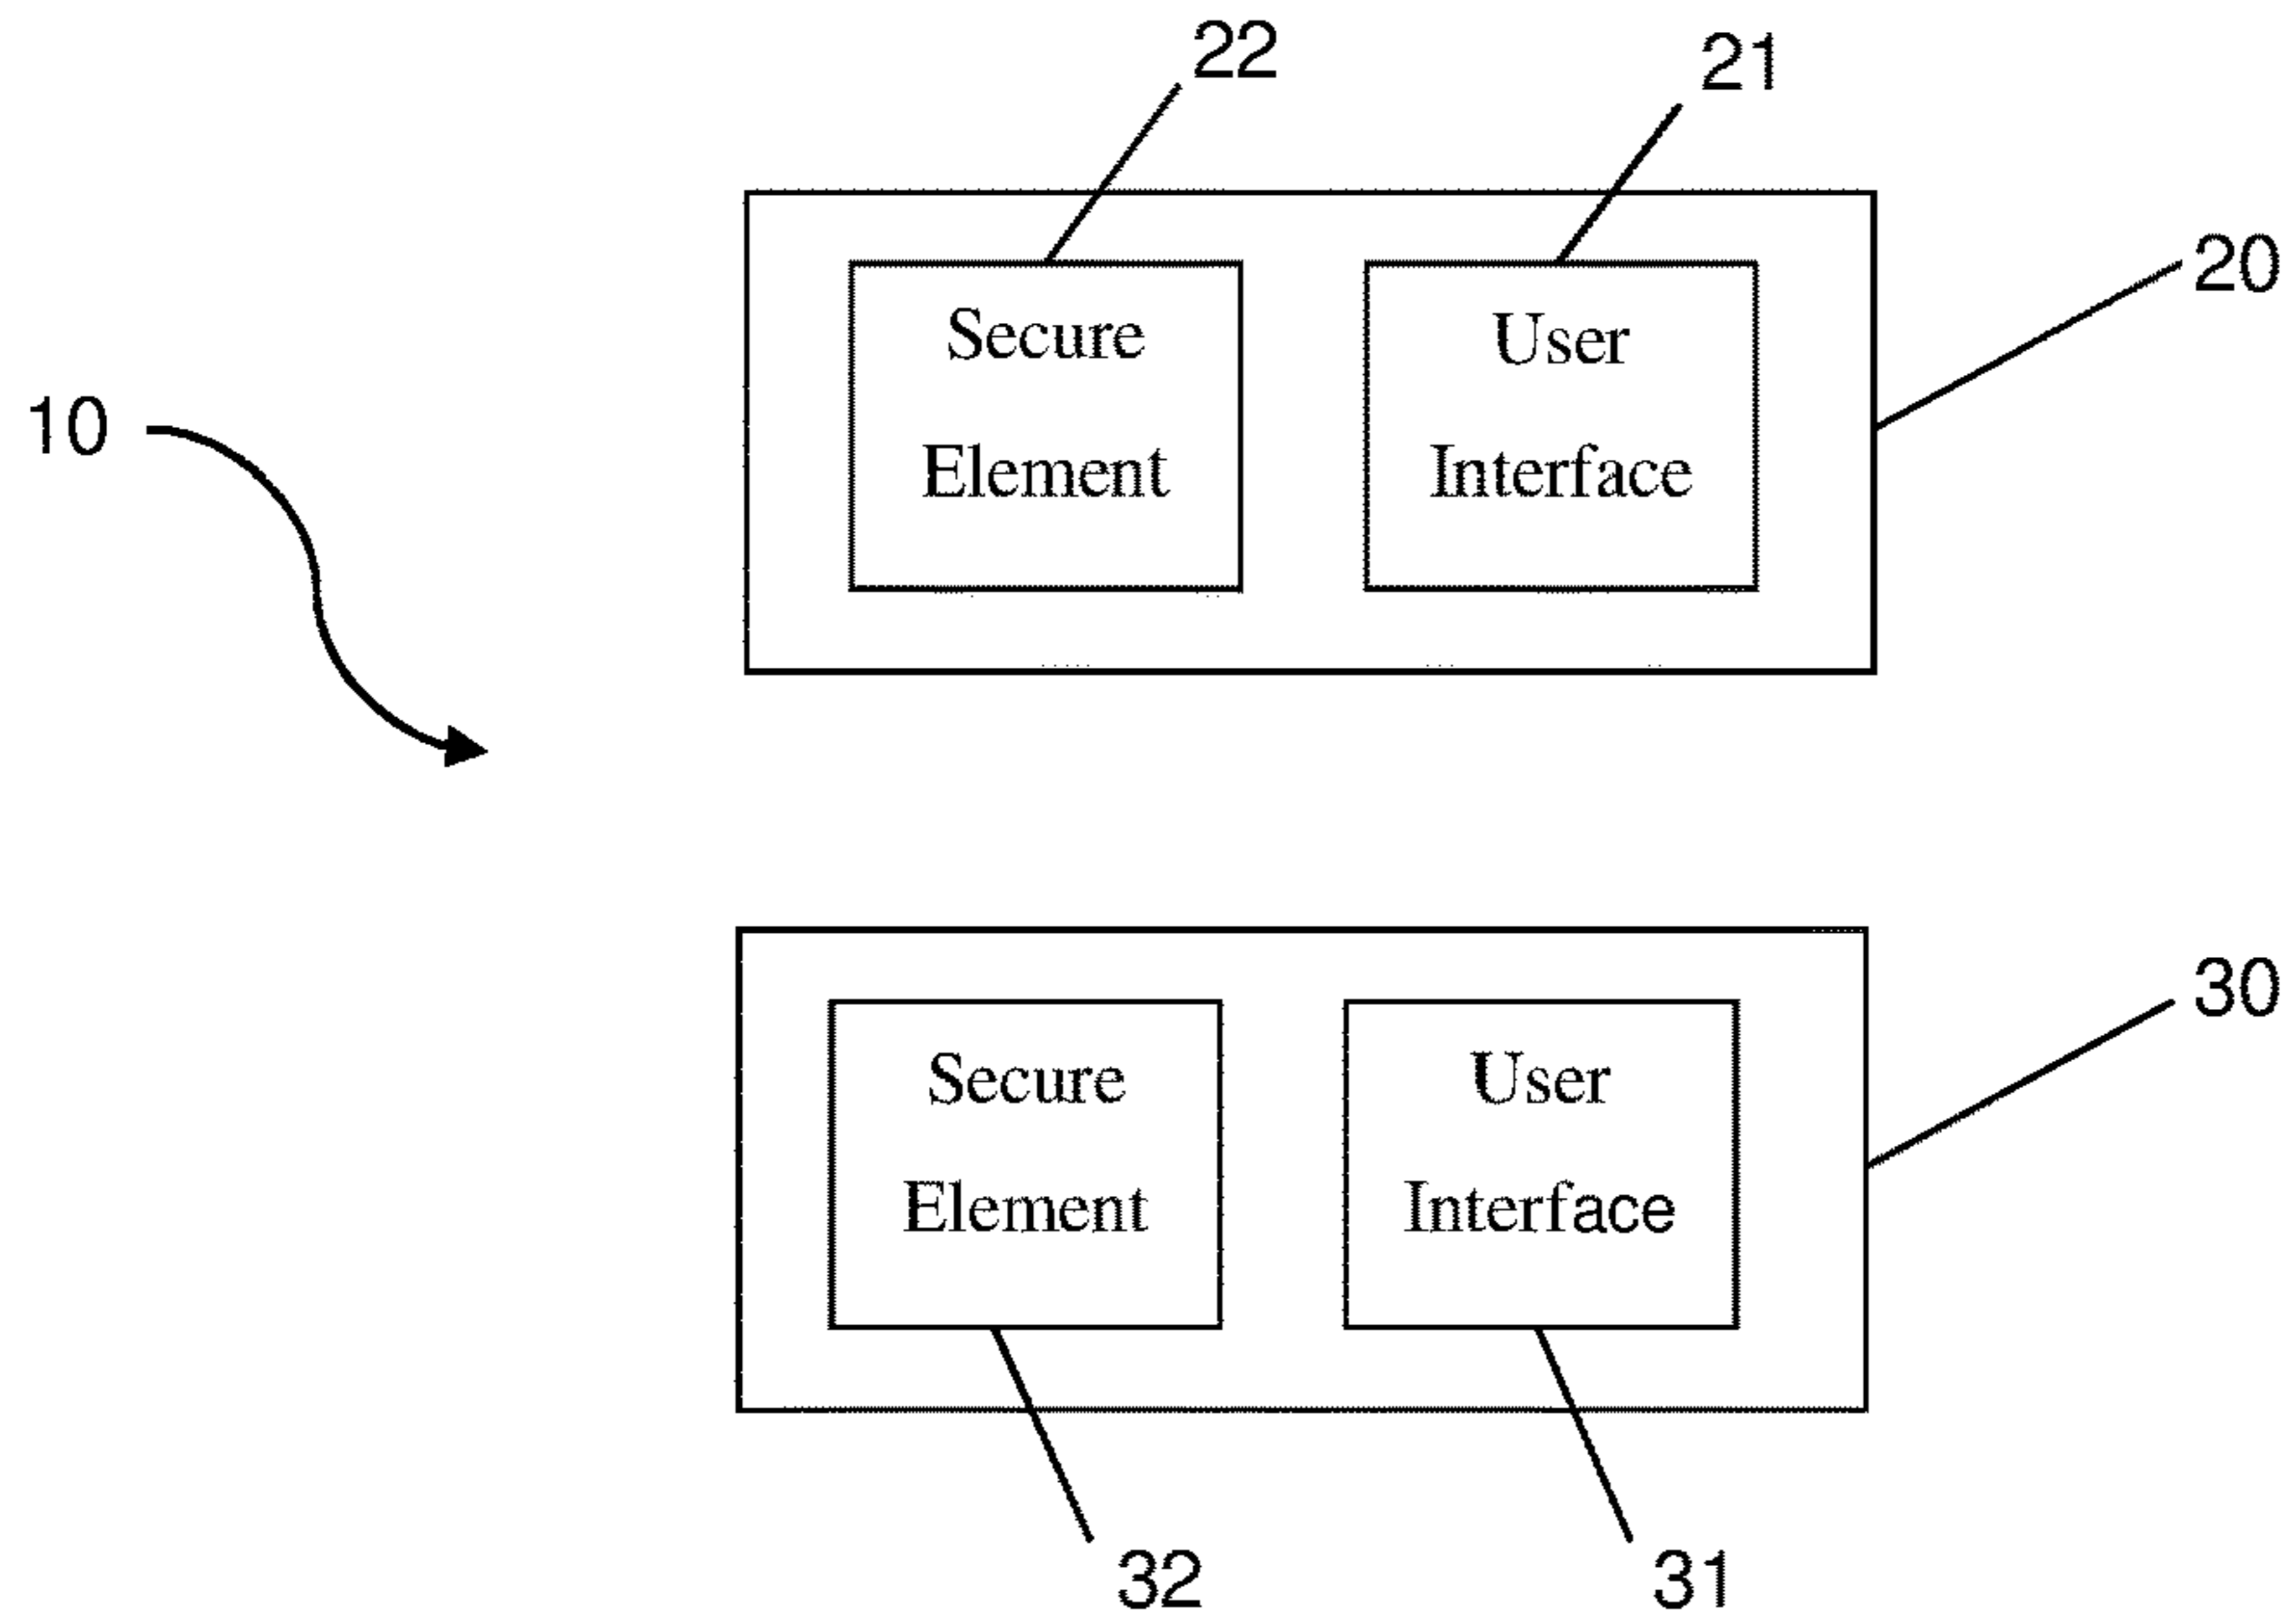 22
21
Secure
Element
User
Interface
20
10
Secure
Element
User
Interface
30
32
31